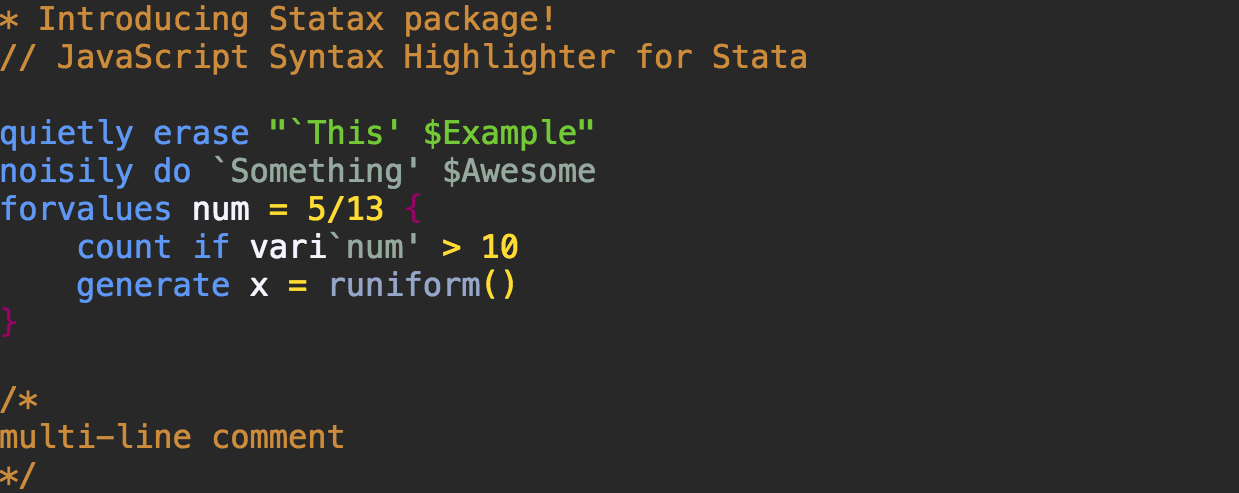 * Introducing Statax package!
// JavaScript Syntax Highlighter for Stata
quietly erase "`This' $Example"
noisily do `Something' $Awesome
forvalues num = 5/13 {
    count if vari`num' > 10
    generate x = runiform()
}
/*
multi-line comment
*/